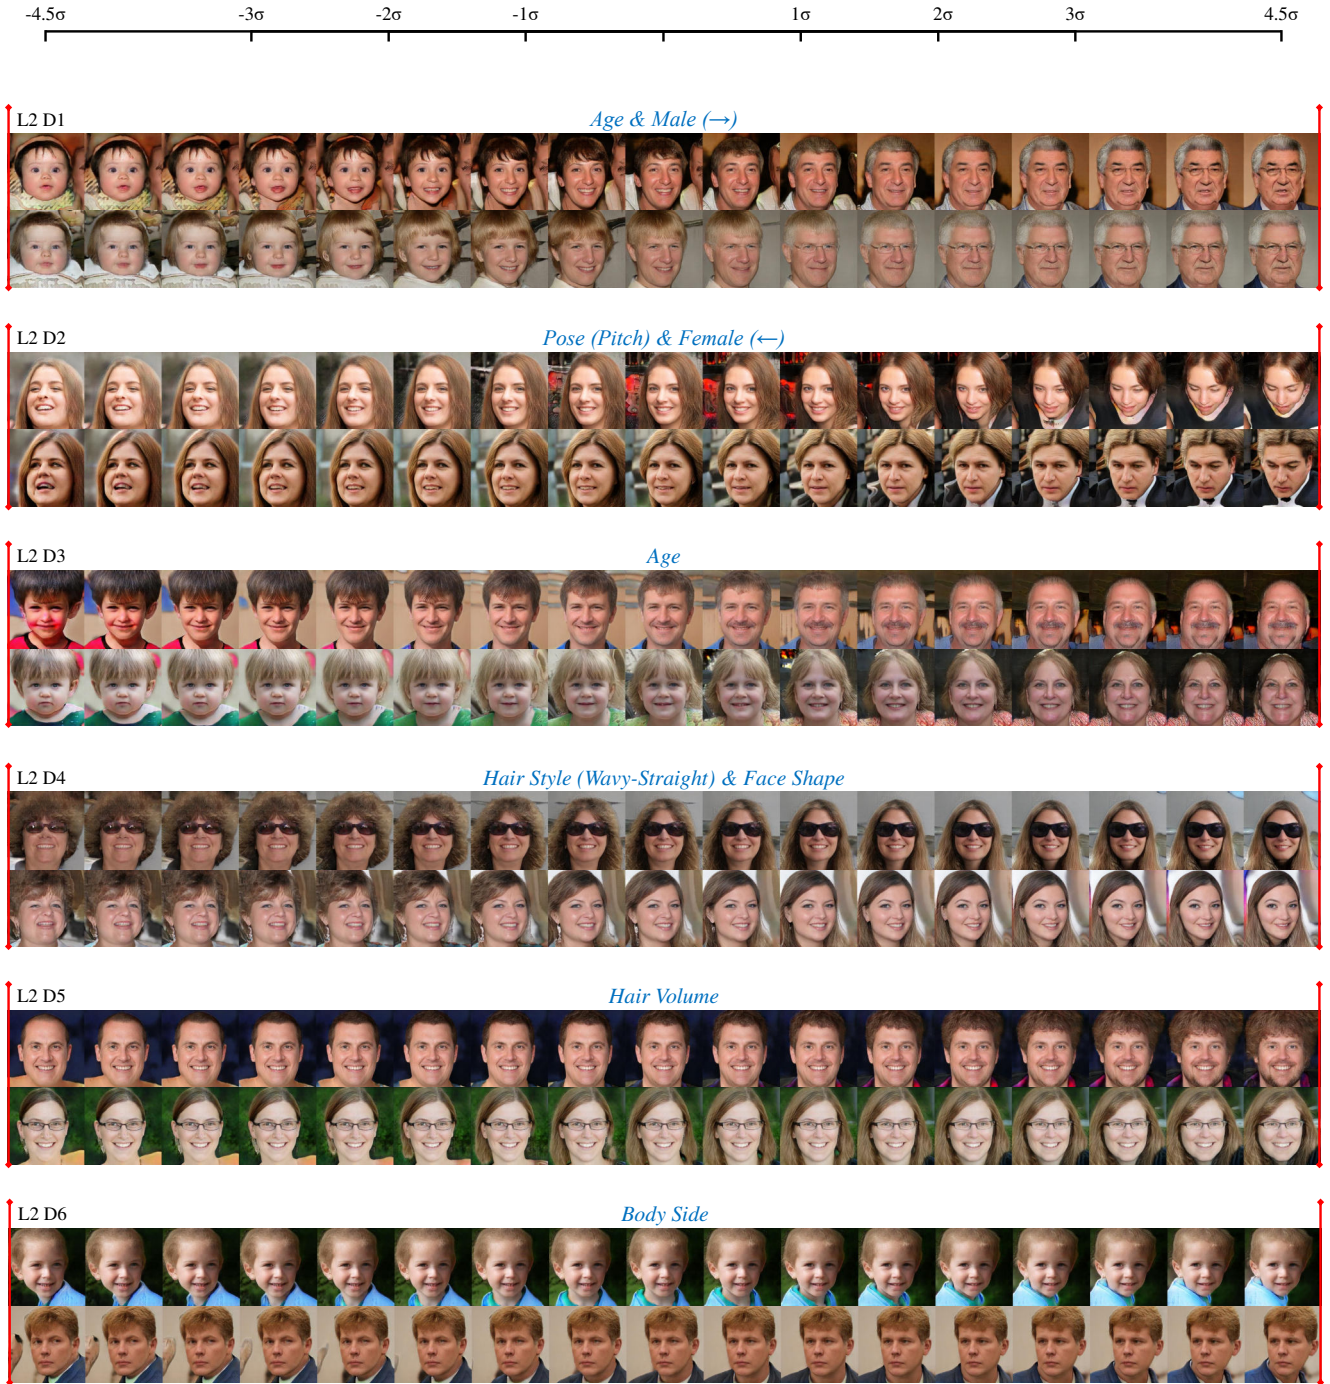 -4.5σ -3σ -2σ -1σ 1σ 2σ 3σ 4.5σ
L2 D1 Age & Male (→)
L2 D2 Pose (Pitch) & Female (←)
L2 D3 Age
L2 D4 Hair Style (Wavy-Straight) & Face Shape
L2 D5 Hair Volume
L2 D6 Body Side